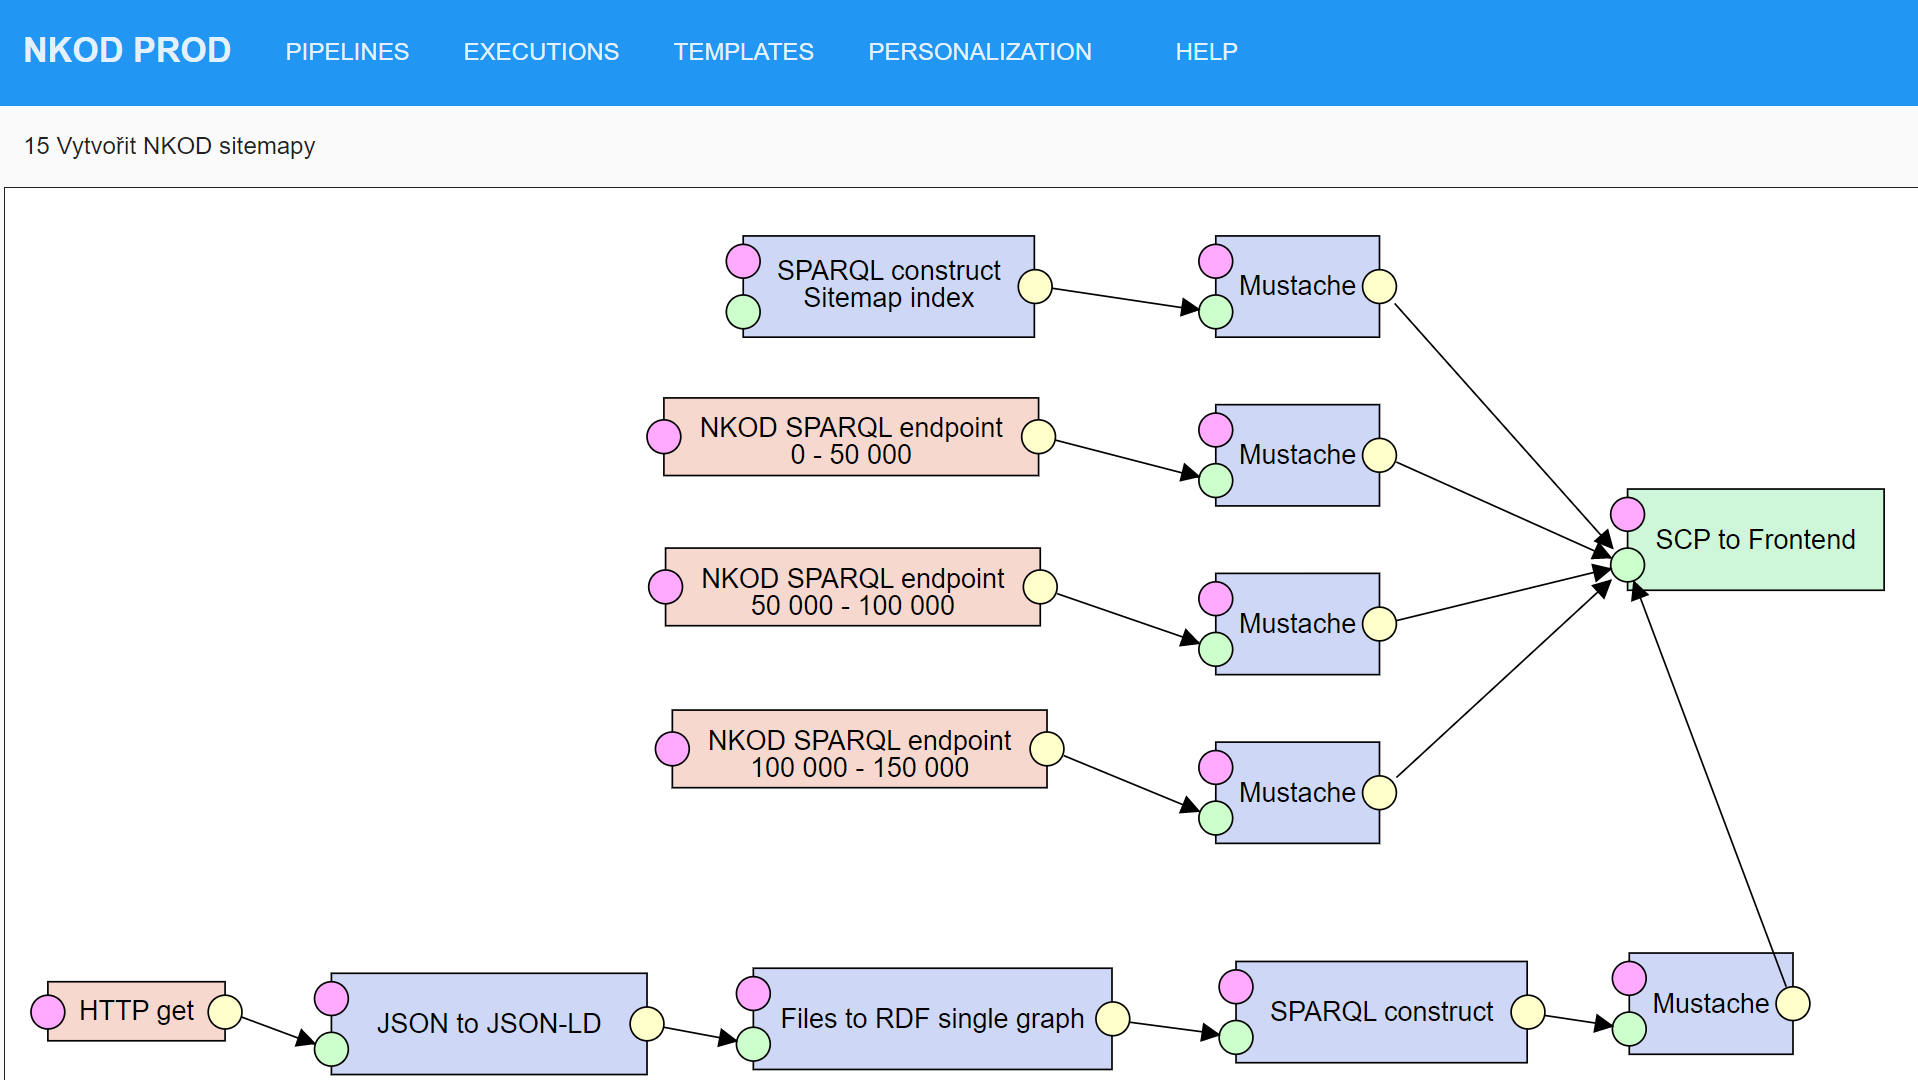 NKOD PROD PIPELINES EXECUTIONS TEMPLATES PERSONALIZATION HELP
15 Vytvořit NKOD sitemapy
SPARQL construct
Sitemap index
Mustache
NKOD SPARQL endpoint
0 - 50 000
Mustache
SCP to Frontend
NKOD SPARQL endpoint
50 000 - 100 000
Mustache
NKOD SPARQL endpoint
100 000 - 150 000
Mustache
HTTP get
JSON to JSON-LD
Files to RDF single graph
SPARQL construct
Mustache